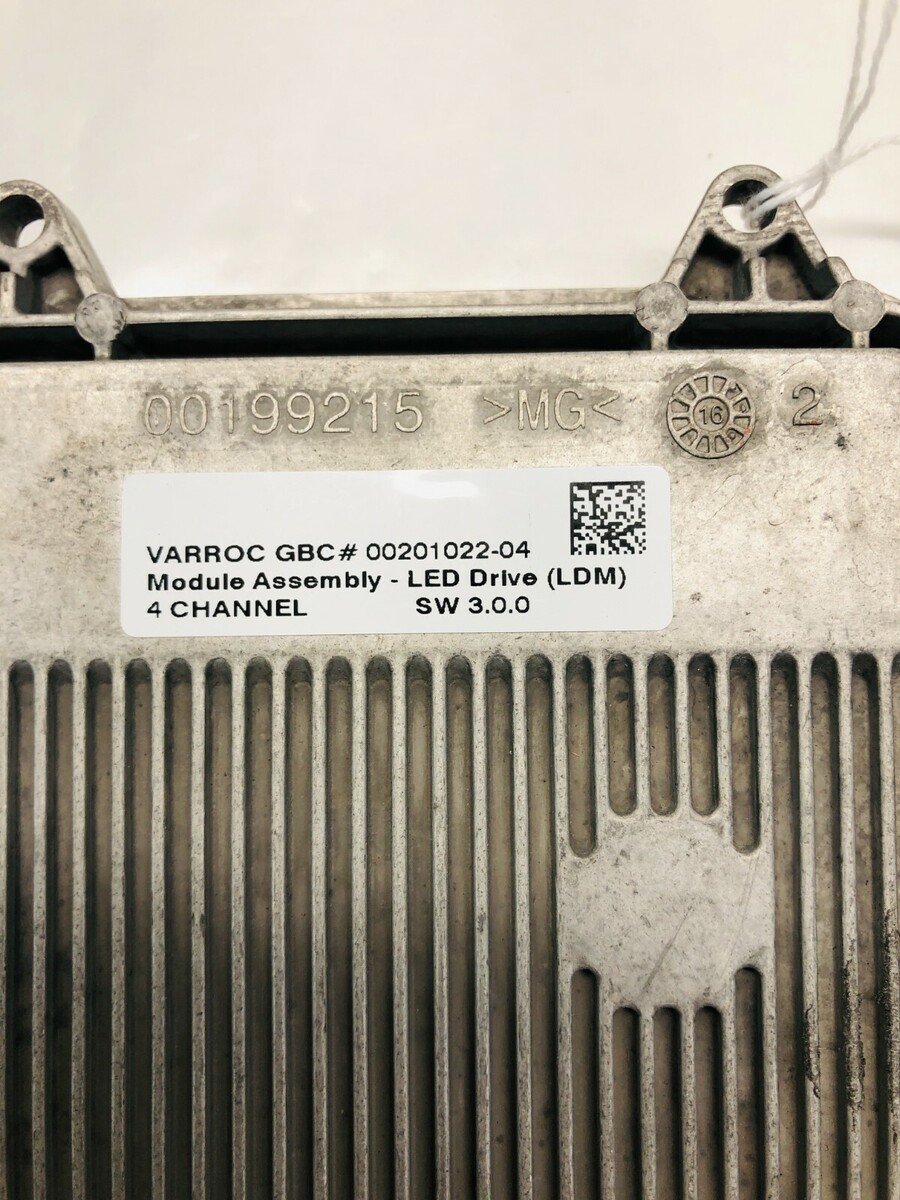 00199215 >MG< 16 2
VARROC GBC# 00201022-04
Module Assembly - LED Drive (LDM)
4 CHANNEL SW 3.0.0